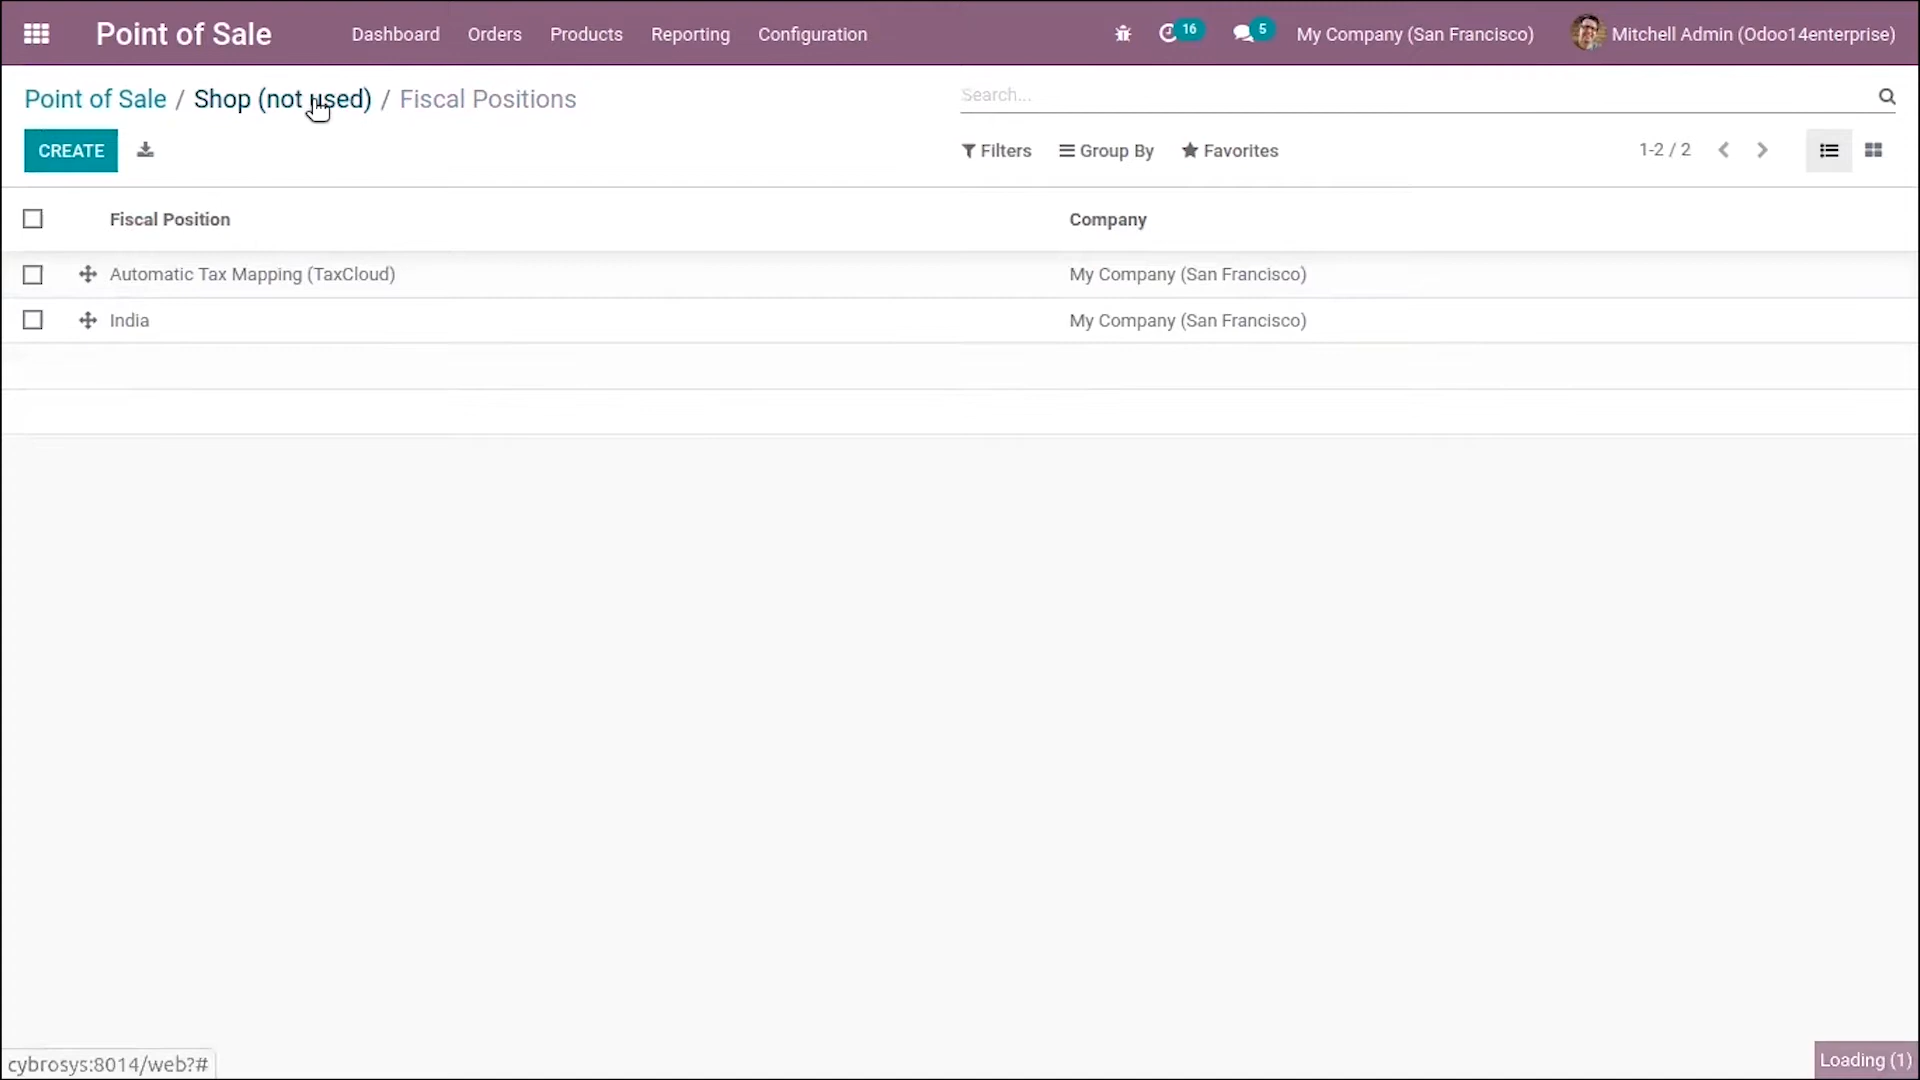 Point of Sale Dashboard Orders Products Reporting Configuration 16 5 My Company (San Francisco) Mitchell Admin (Odoo14enterprise)
Point of Sale / Shop (not used) / Fiscal Positions Search...
CREATE Filters Group By Favorites 1-2 / 2
Fiscal Position Company
Automatic Tax Mapping (TaxCloud) My Company (San Francisco)
India My Company (San Francisco)
cybrosys:8014/web?# Loading (1)